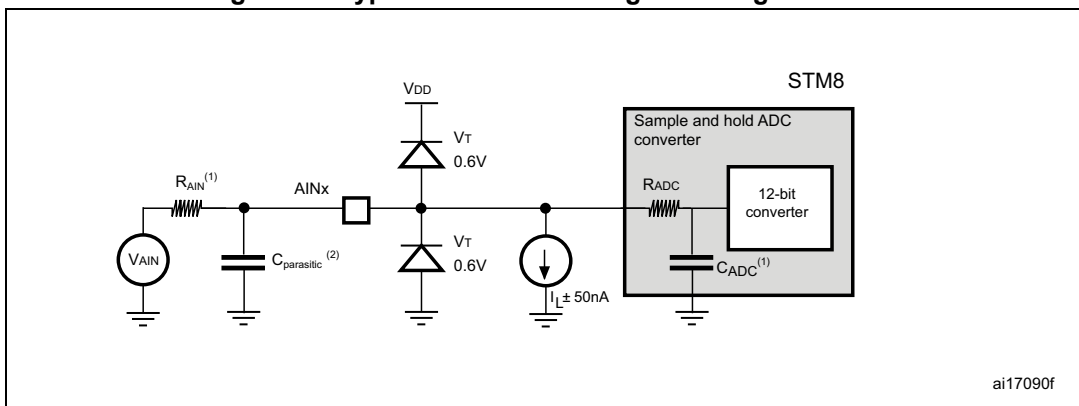 STM8
VDD
Sample and hold ADC
converter
VT
0.6V
RAIN(1)
AINx
RADC
12-bit
converter
VAIN
Cparasitic (2)
VT
0.6V
IL± 50nA
CADC(1)
ai17090f